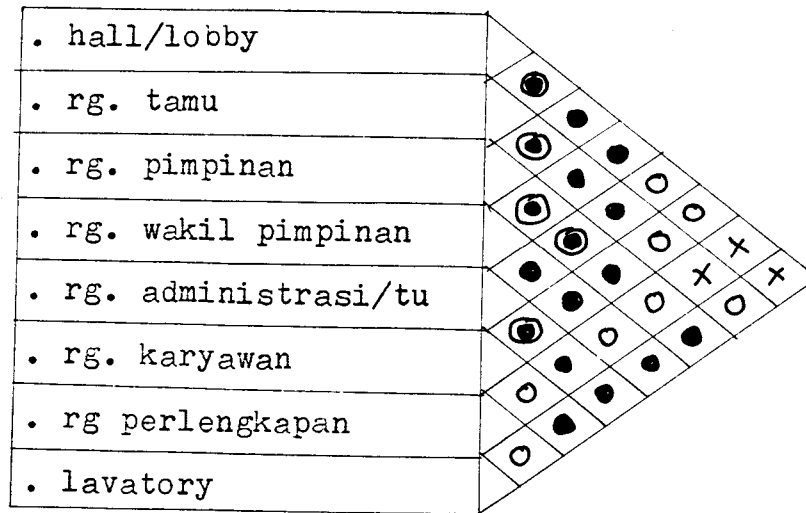 . hall/lobby
. rg. tamu
. rg. pimpinan
. rg. wakil pimpinan
. rg. administrasi/tu
. rg. karyawan
. rg perlengkapan
. lavatory